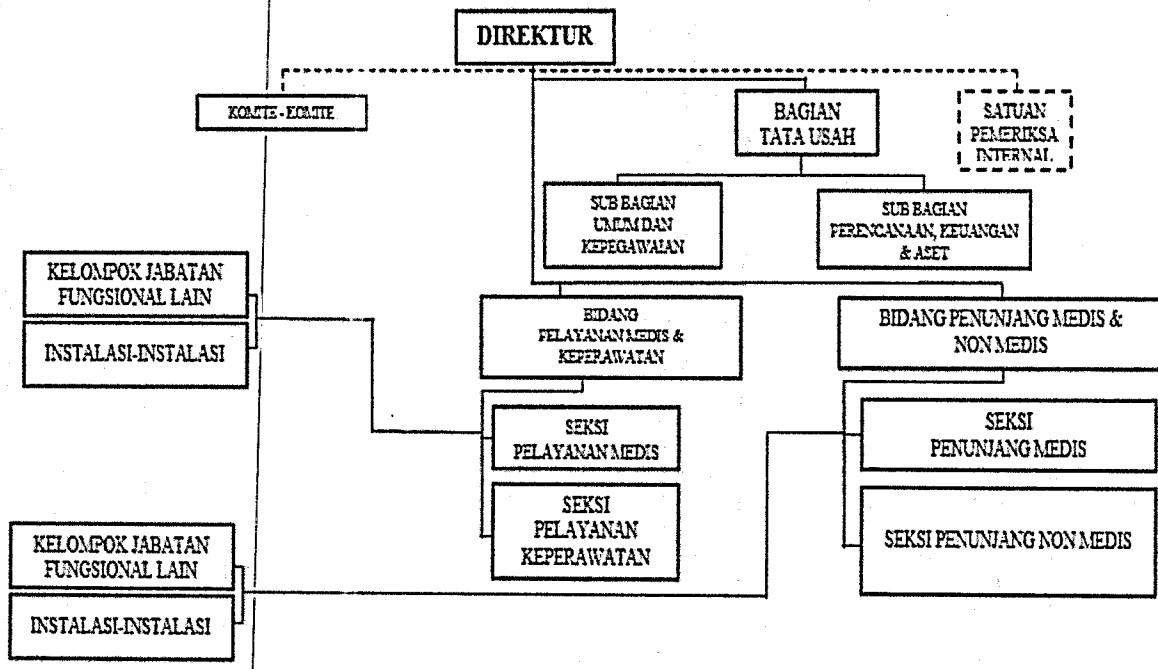 DIREKTUR
KOMITE - KOMITE
BAGIAN
TATA USAH
SATUAN
PEMERIKSA
INTERNAL
SUB BAGIAN
UMUM DAN
KEPEGAWAIAN
SUB BAGIAN
PERENCANAAN, KEUANGAN
& ASET
KELOMPOK JABATAN
FUNGSIONAL LAIN
INSTALASI-INSTALASI
BIDANG
PELAYANAN MEDIS &
KEPERAWATAN
BIDANG PENUNJANG MEDIS &
NON MEDIS
SEKSI
PELAYANAN MEDIS
SEKSI
PENUNJANG MEDIS
SEKSI
PELAYANAN
KEPERAWATAN
SEKSI PENUNJANG NON MEDIS
KELOMPOK JABATAN
FUNGSIONAL LAIN
INSTALASI-INSTALASI